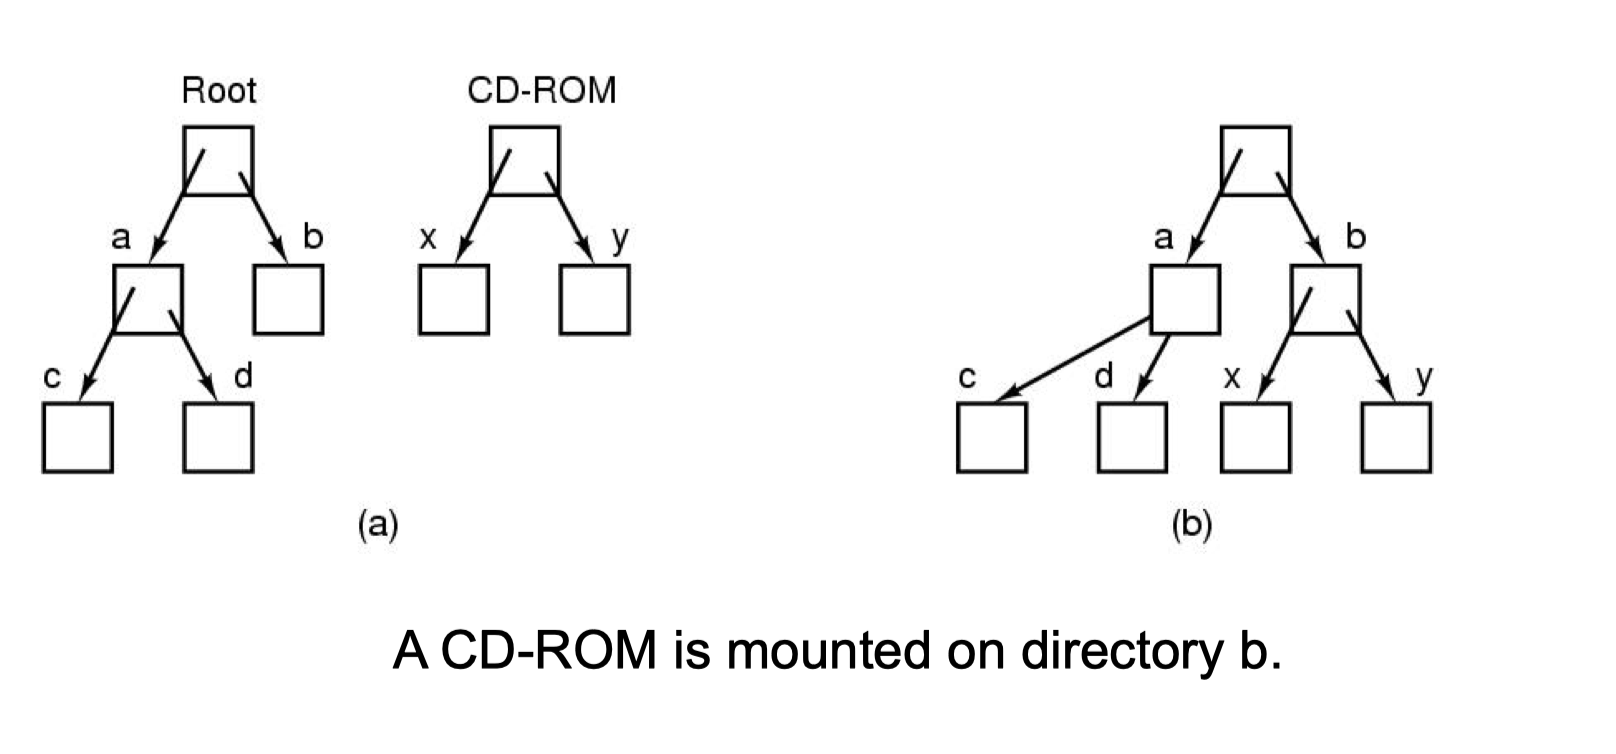 Root CD-ROM
a b x y a b
c d c d x y
(a) (b)
A CD-ROM is mounted on directory b.